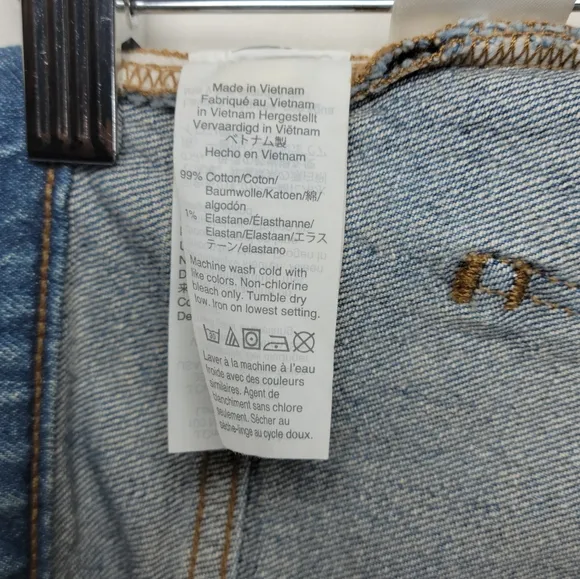 Made in Vietnam
Fabriqué au Vietnam
in Vietnam Hergestellt
Vervaardigd in Viëtnam
ベトナム製
Hecho en Vietnam
99% Cotton/Coton/
Baumwolle/Katoen/綿/
algodón
1% Elastane/Élasthanne/
Elastan/Elastaan/エラス
テーン/elastano
Machine wash cold with
like colors. Non-chlorine
bleach only. Tumble dry
low. Iron on lowest setting.
Laver à la machine à l'eau
froide avec des couleurs
similaires. Agent de
blanchiment sans chlore
seulement. Sécher au
sèche-linge au cycle doux.